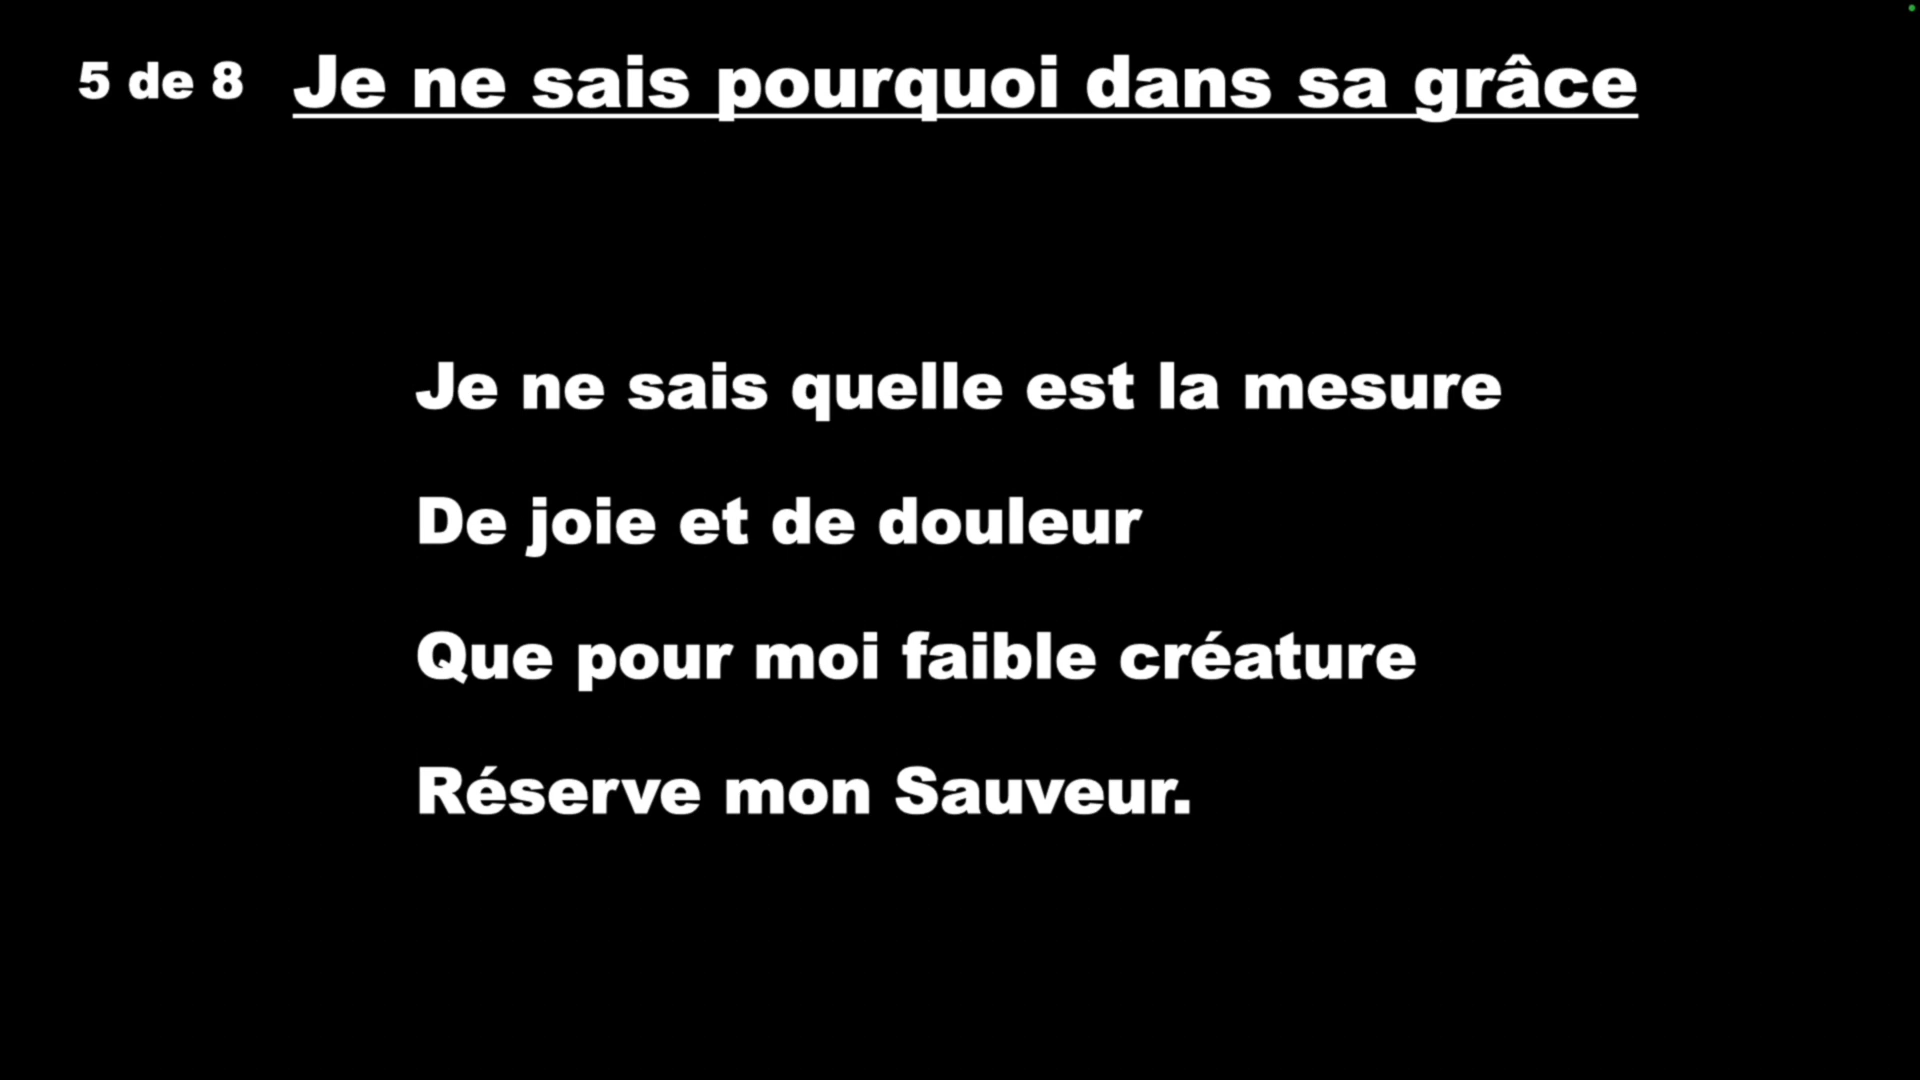 5 de 8 Je ne sais pourquoi dans sa grâce
Je ne sais quelle est la mesure
De joie et de douleur
Que pour moi faible créature
Réserve mon Sauveur.